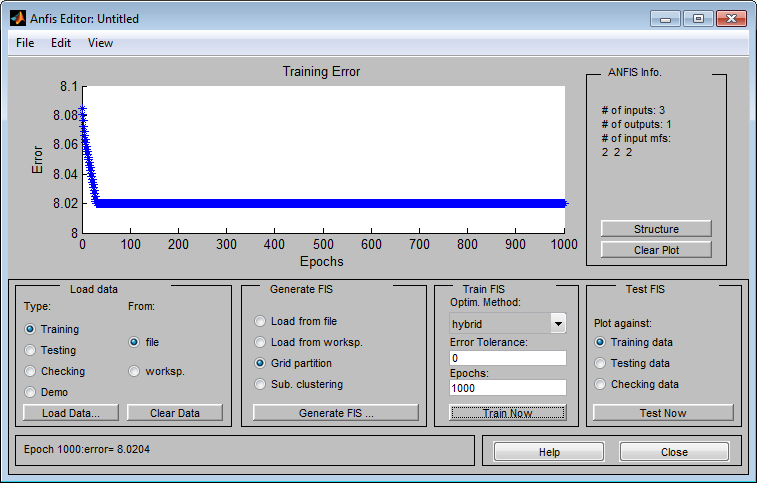 Anfis Editor: Untitled
File Edit View
Training Error
8.1
8.08
8.06
8.04
8.02
8
Error
0 100 200 300 400 500 600 700 800 900 1000
Epochs
ANFIS Info.
# of inputs: 3
# of outputs: 1
# of input mfs:
2 2 2
Structure
Clear Plot
Load data
Type:
From:
Training
Testing
Checking
Demo
file
worksp.
Load Data...
Clear Data
Generate FIS
Load from file
Load from worksp.
Grid partition
Sub. clustering
Generate FIS ...
Train FIS
Optim. Method:
hybrid
Error Tolerance:
0
Epochs:
1000
Train Now
Test FIS
Plot against:
Training data
Testing data
Checking data
Test Now
Epoch 1000:error= 8.0204
Help
Close